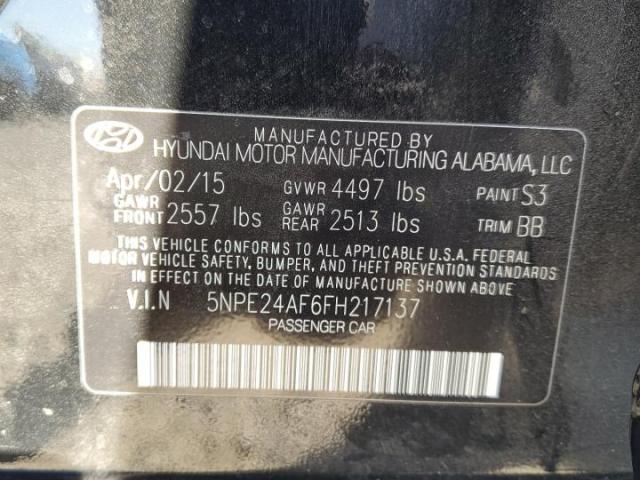 MANUFACTURED BY
HYUNDAI MOTOR MANUFACTURING ALABAMA, LLC
Apr/02/15 GVWR 4497 lbs PAINT S3
GAWR FRONT 2557 lbs GAWR REAR 2513 lbs TRIM BB
THIS VEHICLE CONFORMS TO ALL APPLICABLE U.S.A. FEDERAL
MOTOR VEHICLE SAFETY, BUMPER, AND THEFT PREVENTION STANDARDS
IN EFFECT ON THE DATE OF MANUFACTURE SHOWN ABOVE
V.I.N 5NPE24AF6FH217137
PASSENGER CAR